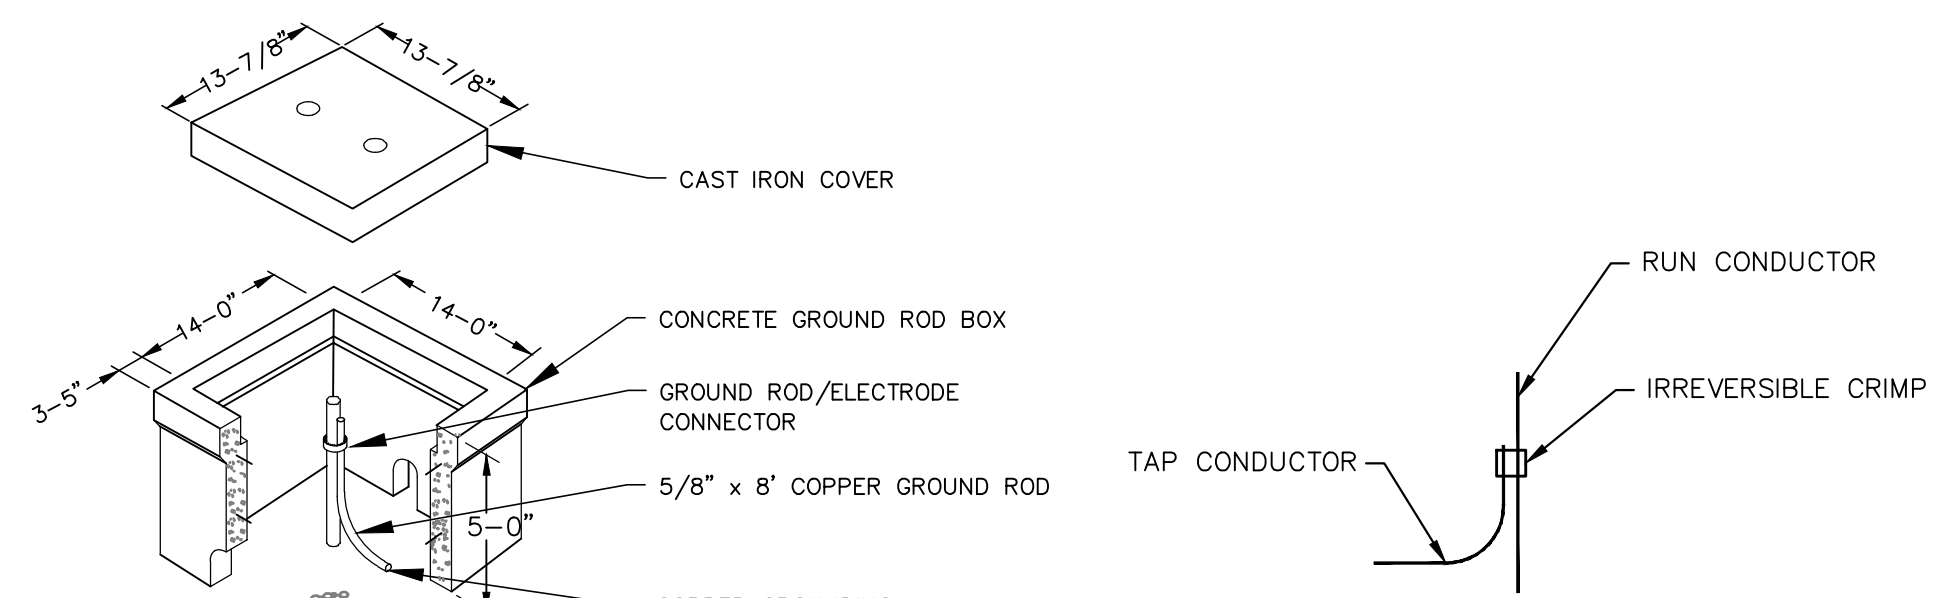 13-7/8"
13-7/8"
CAST IRON COVER
14-0"
14-0"
3-5"
CONCRETE GROUND ROD BOX
GROUND ROD/ELECTRODE
CONNECTOR
5/8" x 8' COPPER GROUND ROD
5-0"
RUN CONDUCTOR
IRREVERSIBLE CRIMP
TAP CONDUCTOR